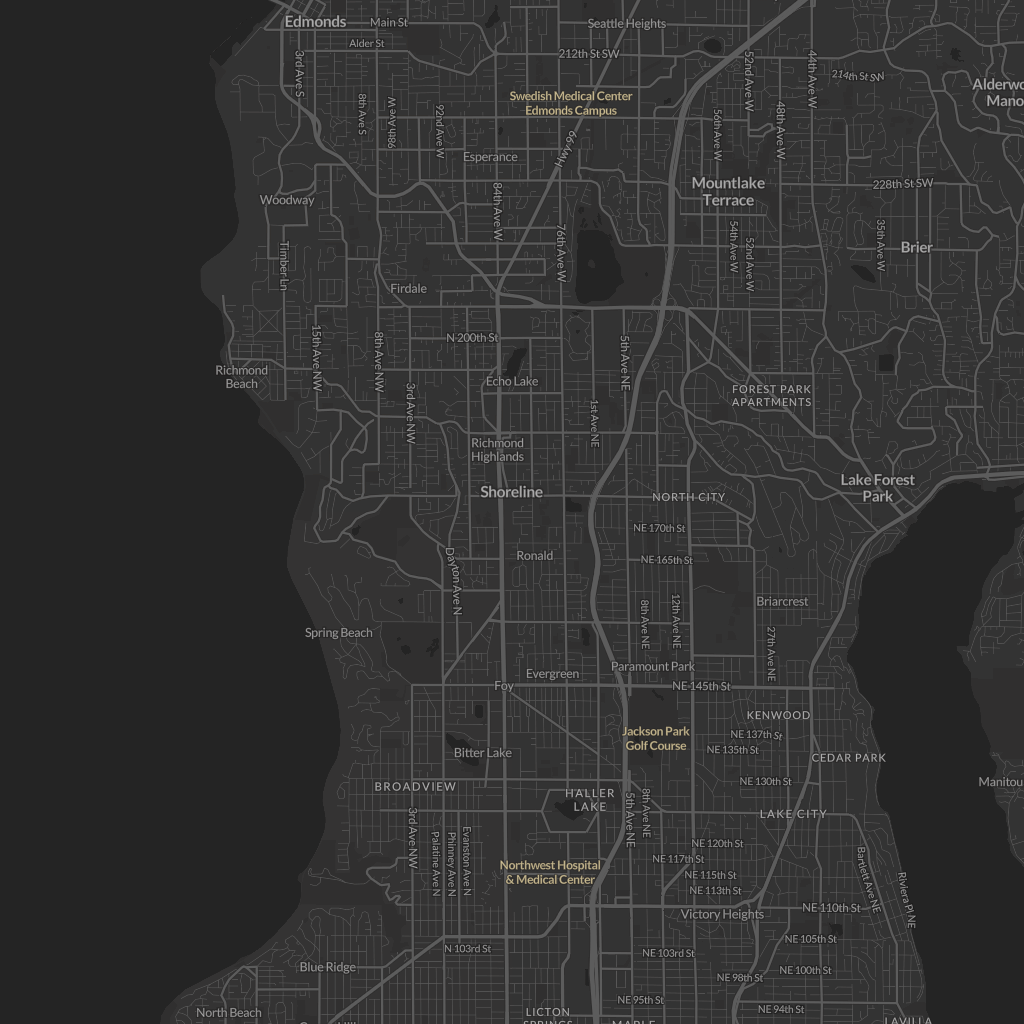 Edmonds
Main St
Seattle Heights
Alder St
212th St SW
3rd Ave S
52nd Ave W
44th Ave W
214th St SW
8th Ave S
96th Ave W
92nd Ave W
Swedish Medical Center
Edmonds Campus
56th Ave W
48th Ave W
Esperance
Hwy 99
Mountlake
Terrace
228th St SW
Woodway
84th Ave W
76th Ave W
54th Ave W
52nd Ave W
35th Ave W
Brier
Timber Ln
Firdale
N 200th St
15th Ave NW
8th Ave NW
5th Ave NE
Richmond
Beach
Echo Lake
3rd Ave NW
1st Ave NE
FOREST PARK
APARTMENTS
Richmond
Highlands
Shoreline
NORTH CITY
Lake Forest
Park
NE 170th St
Ronald
NE 165th St
Dayton Ave N
8th Ave NE
12th Ave NE
Briarcrest
27th Ave NE
Spring Beach
Evergreen
Paramount Park
Foy
NE 145th St
KENWOOD
Jackson Park
Golf Course
NE 137th St
NE 135th St
Bitter Lake
CEDAR PARK
BROADVIEW
NE 130th St
HALLER
LAKE
5th Ave NE
8th Ave NE
LAKE CITY
3rd Ave NW
Palatine Ave N
Phinney Ave N
Evanston Ave N
NE 120th St
NE 117th St
NE 115th St
NE 113th St
Northwest Hospital
& Medical Center
Bartlett Ave NE
Riviera Pl NE
NE 110th St
Victory Heights
N 103rd St
NE 103rd St
NE 105th St
Blue Ridge
NE 98th St
NE 100th St
North Beach
NE 95th St
NE 94th St
LICTON